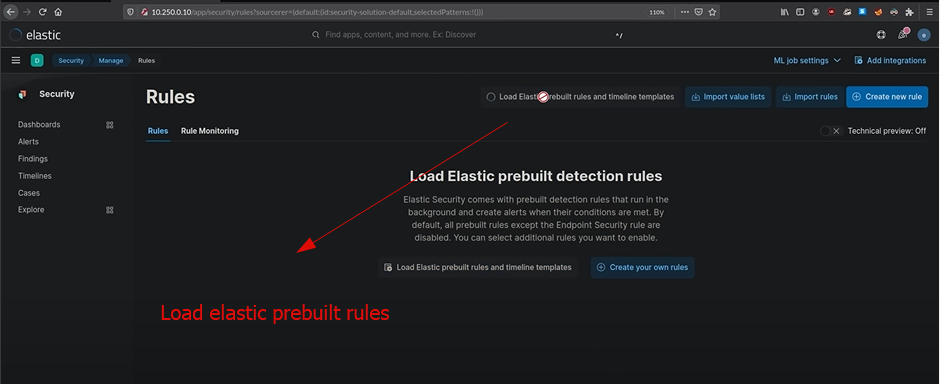 10.250.0.10/app/security/rules?sourcerer=(default:(id:security-solution-default,selectedPatterns:!()))
110%
elastic
Find apps, content, and more. Ex: Discover
^/
e
D
Security
Manage
Rules
ML job settings
Add integrations
Security
Rules
Load Elastic prebuilt rules and timeline templates
Import value lists
Import rules
Create new rule
Dashboards
Alerts
Findings
Timelines
Cases
Explore
Rules
Rule Monitoring
Technical preview: Off
Load Elastic prebuilt detection rules
Elastic Security comes with prebuilt detection rules that run in the
background and create alerts when their conditions are met. By
default, all prebuilt rules except the Endpoint Security rule are
disabled. You can select additional rules you want to enable.
Load Elastic prebuilt rules and timeline templates
Create your own rules
Load elastic prebuilt rules